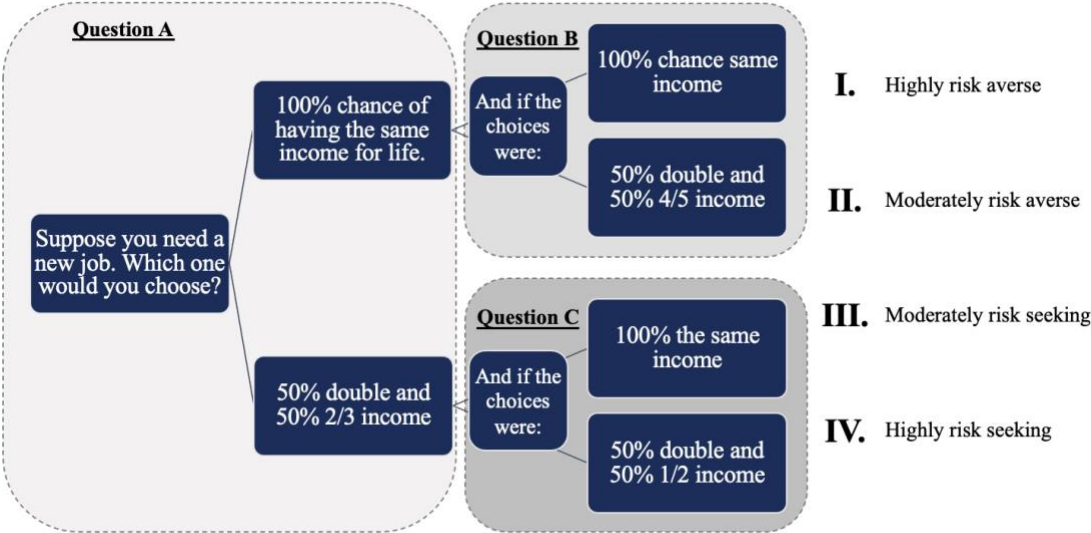 Question A
Suppose you need a
new job. Which one
would you choose?
100% chance of
having the same
income for life.
50% double and
50% 2/3 income
Question B
And if the
choices
were:
100% chance same
income
50% double and
50% 4/5 income
Question C
And if the
choices
were:
100% the same
income
50% double and
50% 1/2 income
I. Highly risk averse
II. Moderately risk averse
III. Moderately risk seeking
IV. Highly risk seeking